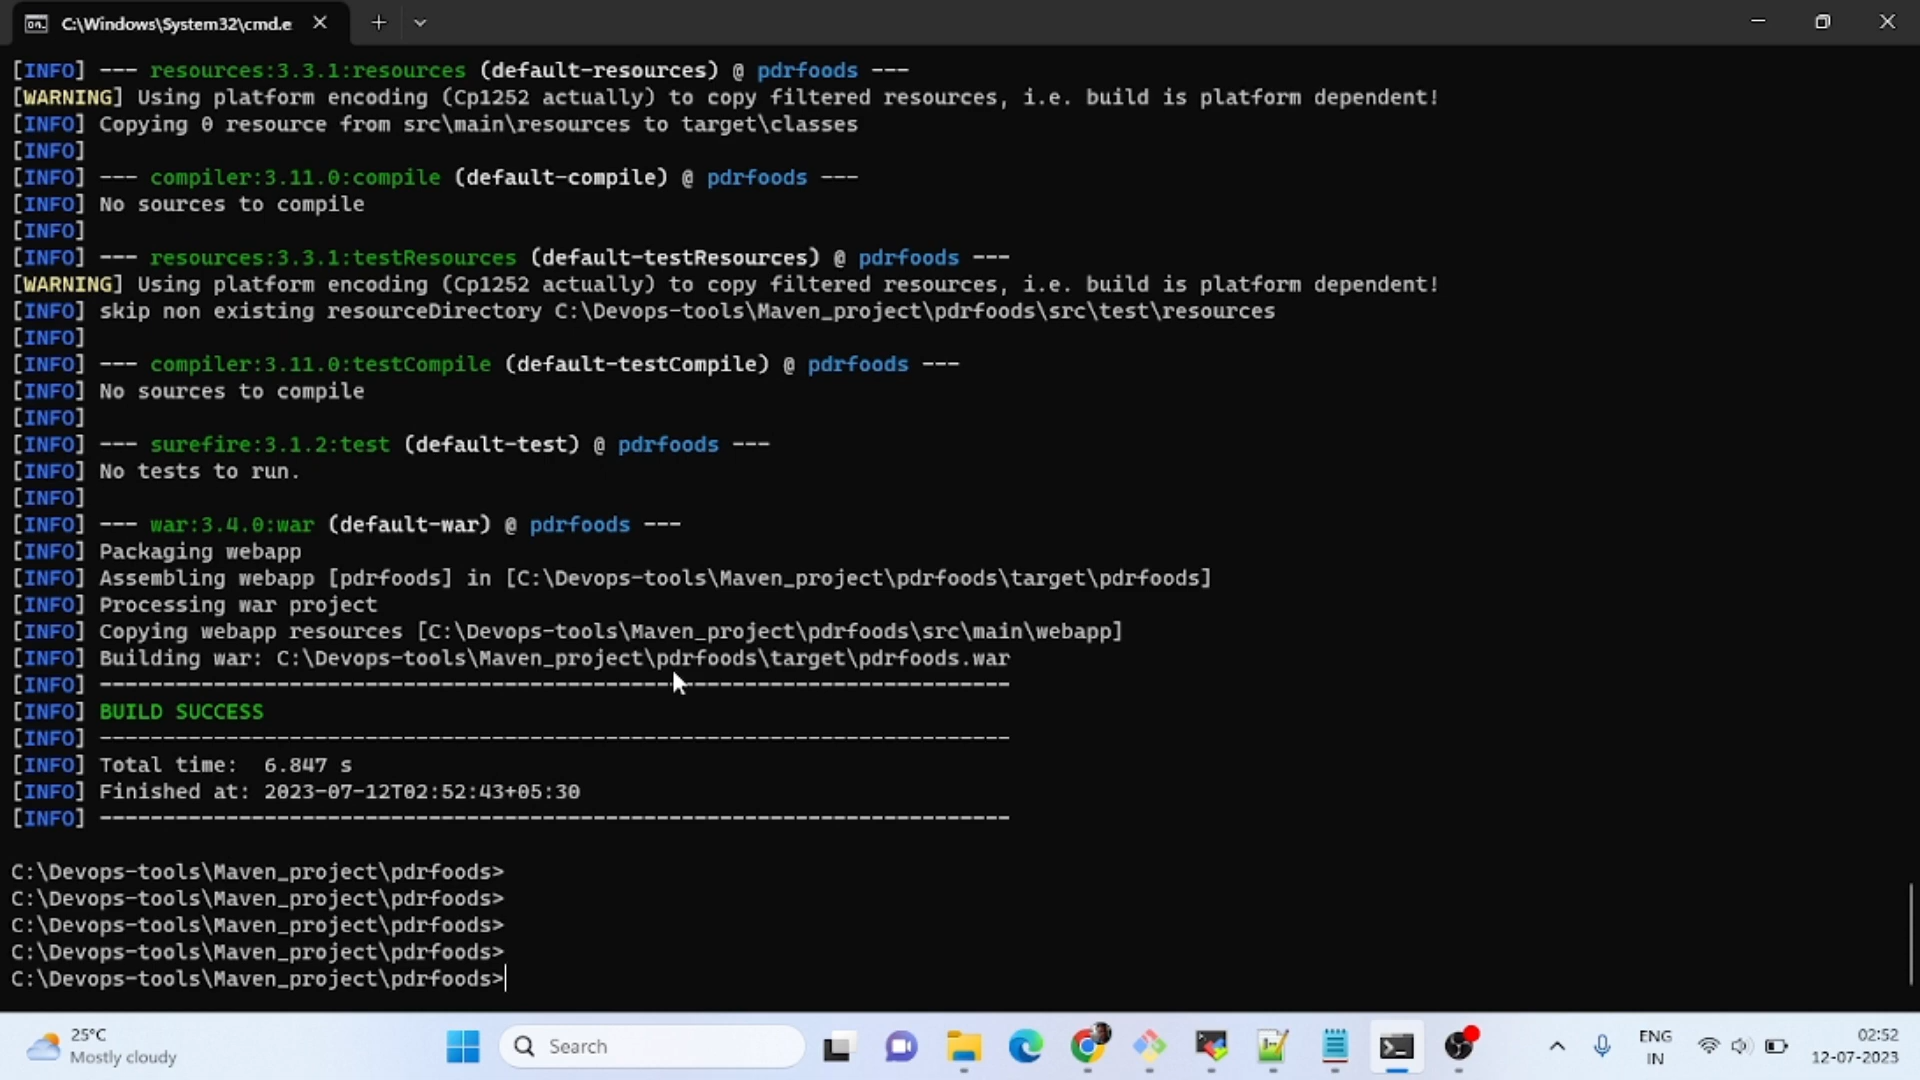 C:\Windows\System32\cmd.e
[INFO] --- resources:3.3.1:resources (default-resources) @ pdrfoods ---
[WARNING] Using platform encoding (Cp1252 actually) to copy filtered resources, i.e. build is platform dependent!
[INFO] Copying 0 resource from src\main\resources to target\classes
[INFO]
[INFO] --- compiler:3.11.0:compile (default-compile) @ pdrfoods ---
[INFO] No sources to compile
[INFO]
[INFO] --- resources:3.3.1:testResources (default-testResources) @ pdrfoods ---
[WARNING] Using platform encoding (Cp1252 actually) to copy filtered resources, i.e. build is platform dependent!
[INFO] skip non existing resourceDirectory C:\Devops-tools\Maven_project\pdrfoods\src\test\resources
[INFO]
[INFO] --- compiler:3.11.0:testCompile (default-testCompile) @ pdrfoods ---
[INFO] No sources to compile
[INFO]
[INFO] --- surefire:3.1.2:test (default-test) @ pdrfoods ---
[INFO] No tests to run.
[INFO]
[INFO] --- war:3.4.0:war (default-war) @ pdrfoods ---
[INFO] Packaging webapp
[INFO] Assembling webapp [pdrfoods] in [C:\Devops-tools\Maven_project\pdrfoods\target\pdrfoods]
[INFO] Processing war project
[INFO] Copying webapp resources [C:\Devops-tools\Maven_project\pdrfoods\src\main\webapp]
[INFO] Building war: C:\Devops-tools\Maven_project\pdrfoods\target\pdrfoods.war
[INFO] ------------------------------------------------------------------------
[INFO] BUILD SUCCESS
[INFO] ------------------------------------------------------------------------
[INFO] Total time:  6.847 s
[INFO] Finished at: 2023-07-12T02:52:43+05:30
[INFO] ------------------------------------------------------------------------
C:\Devops-tools\Maven_project\pdrfoods>
C:\Devops-tools\Maven_project\pdrfoods>
C:\Devops-tools\Maven_project\pdrfoods>
C:\Devops-tools\Maven_project\pdrfoods>
C:\Devops-tools\Maven_project\pdrfoods>
25°C
Mostly cloudy
Search
ENG
IN
02:52
12-07-2023